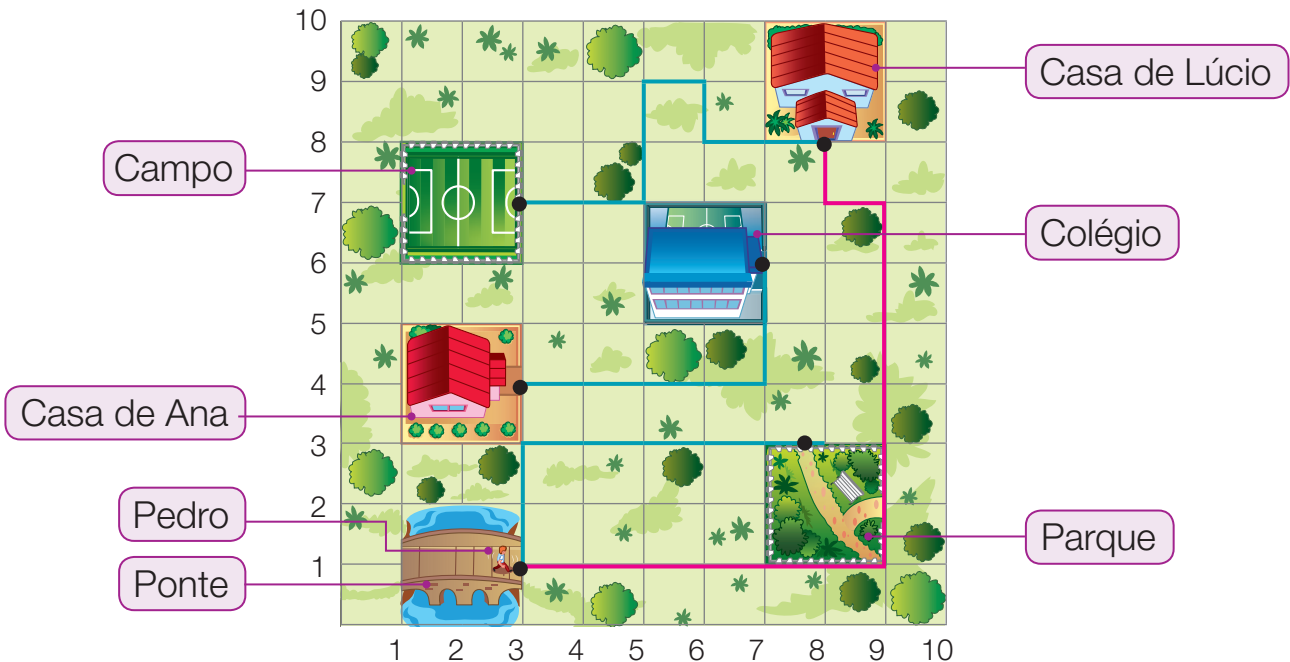 10
9
8
7
6
5
4
3
2
1
1 2 3 4 5 6 7 8 9 10
Casa de Lúcio
Campo
Colégio
Casa de Ana
Pedro
Ponte
Parque